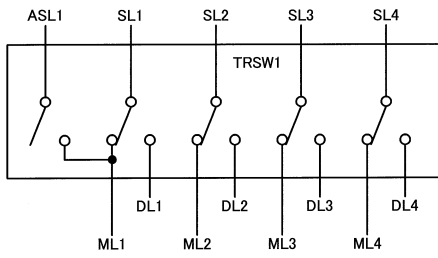 ASL1 SL1 SL2 SL3 SL4
TRSW1
DL1 DL2 DL3 DL4
ML1 ML2 ML3 ML4